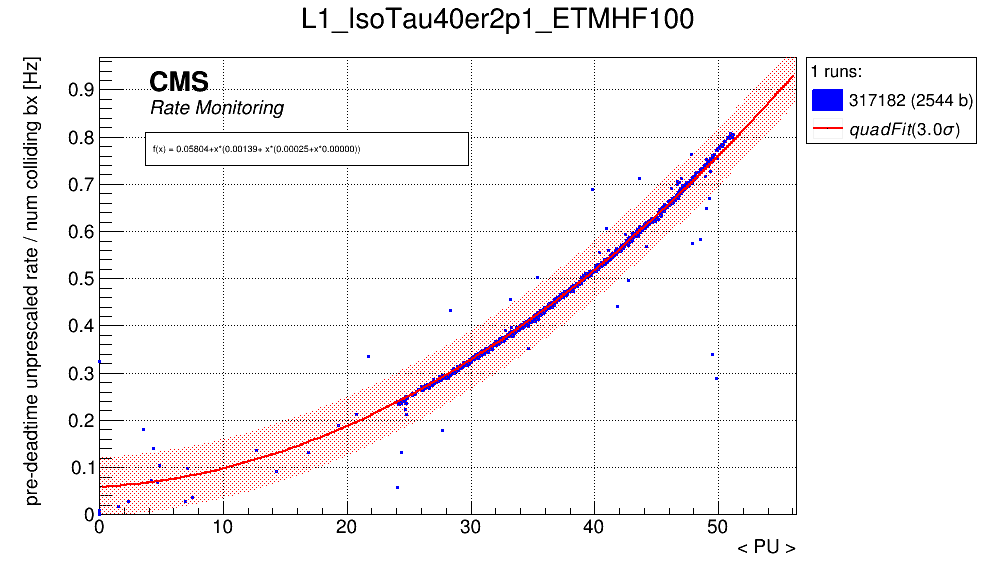 L1_IsoTau40er2p1_ETMHF100
pre-deadtime unprescaled rate / num colliding bx [Hz]
CMS
Rate Monitoring
f(x) = 0.05804+x*(0.00139+ x*(0.00025+x*0.00000))
1 runs:
317182 (2544 b)
quadFit(3.0σ)
0.9
0.8
0.7
0.6
0.5
0.4
0.3
0.2
0.1
0
0 10 20 30 40 50
< PU >